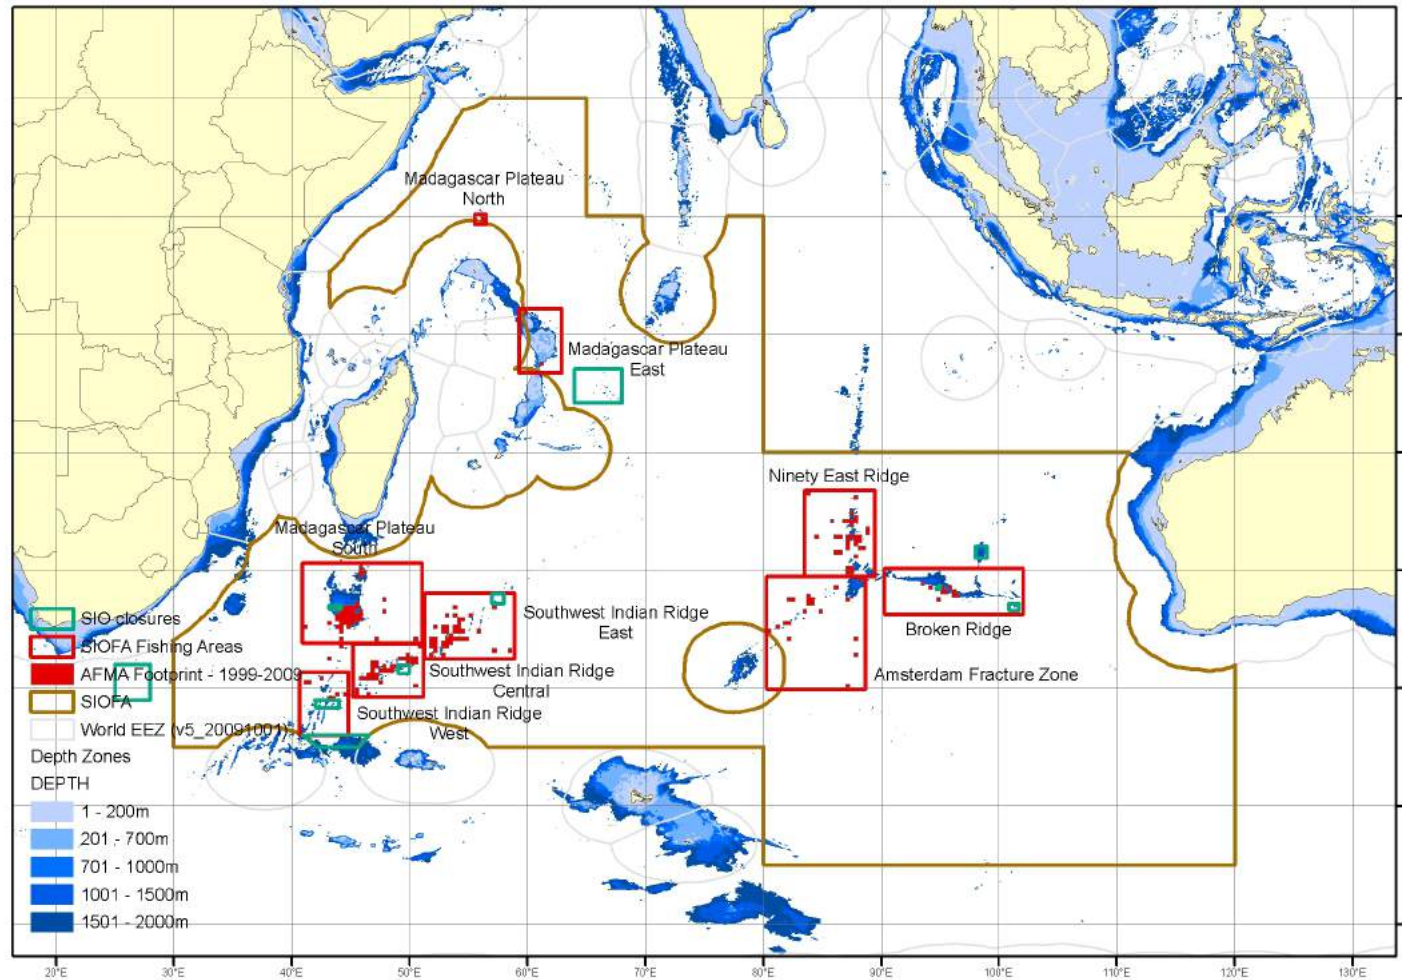 Madagascar Plateau
North
Madagascar Plateau
East
Ninety East Ridge
Madagascar Plateau
South
Southwest Indian Ridge
East
Broken Ridge
Southwest Indian Ridge
Central
Amsterdam Fracture Zone
Southwest Indian Ridge
West
SIO closures
SIOFA Fishing Areas
AFMA Footprint - 1999-2009
SIOFA
World EEZ (v5_20091001)
Depth Zones
DEPTH
1 - 200m
201 - 700m
701 - 1000m
1001 - 1500m
1501 - 2000m
20°E 30°E 40°E 50°E 60°E 70°E 80°E 90°E 100°E 110°E 120°E 130°E